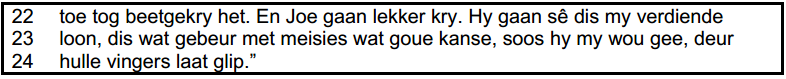 22 toe tog beetgekry het. En Joe gaan lekker kry. Hy gaan sê dis my verdiende
23 loon, dis wat gebeur met meisies wat goue kanse, soos hy my wou gee, deur
24 hulle vingers laat glip.”